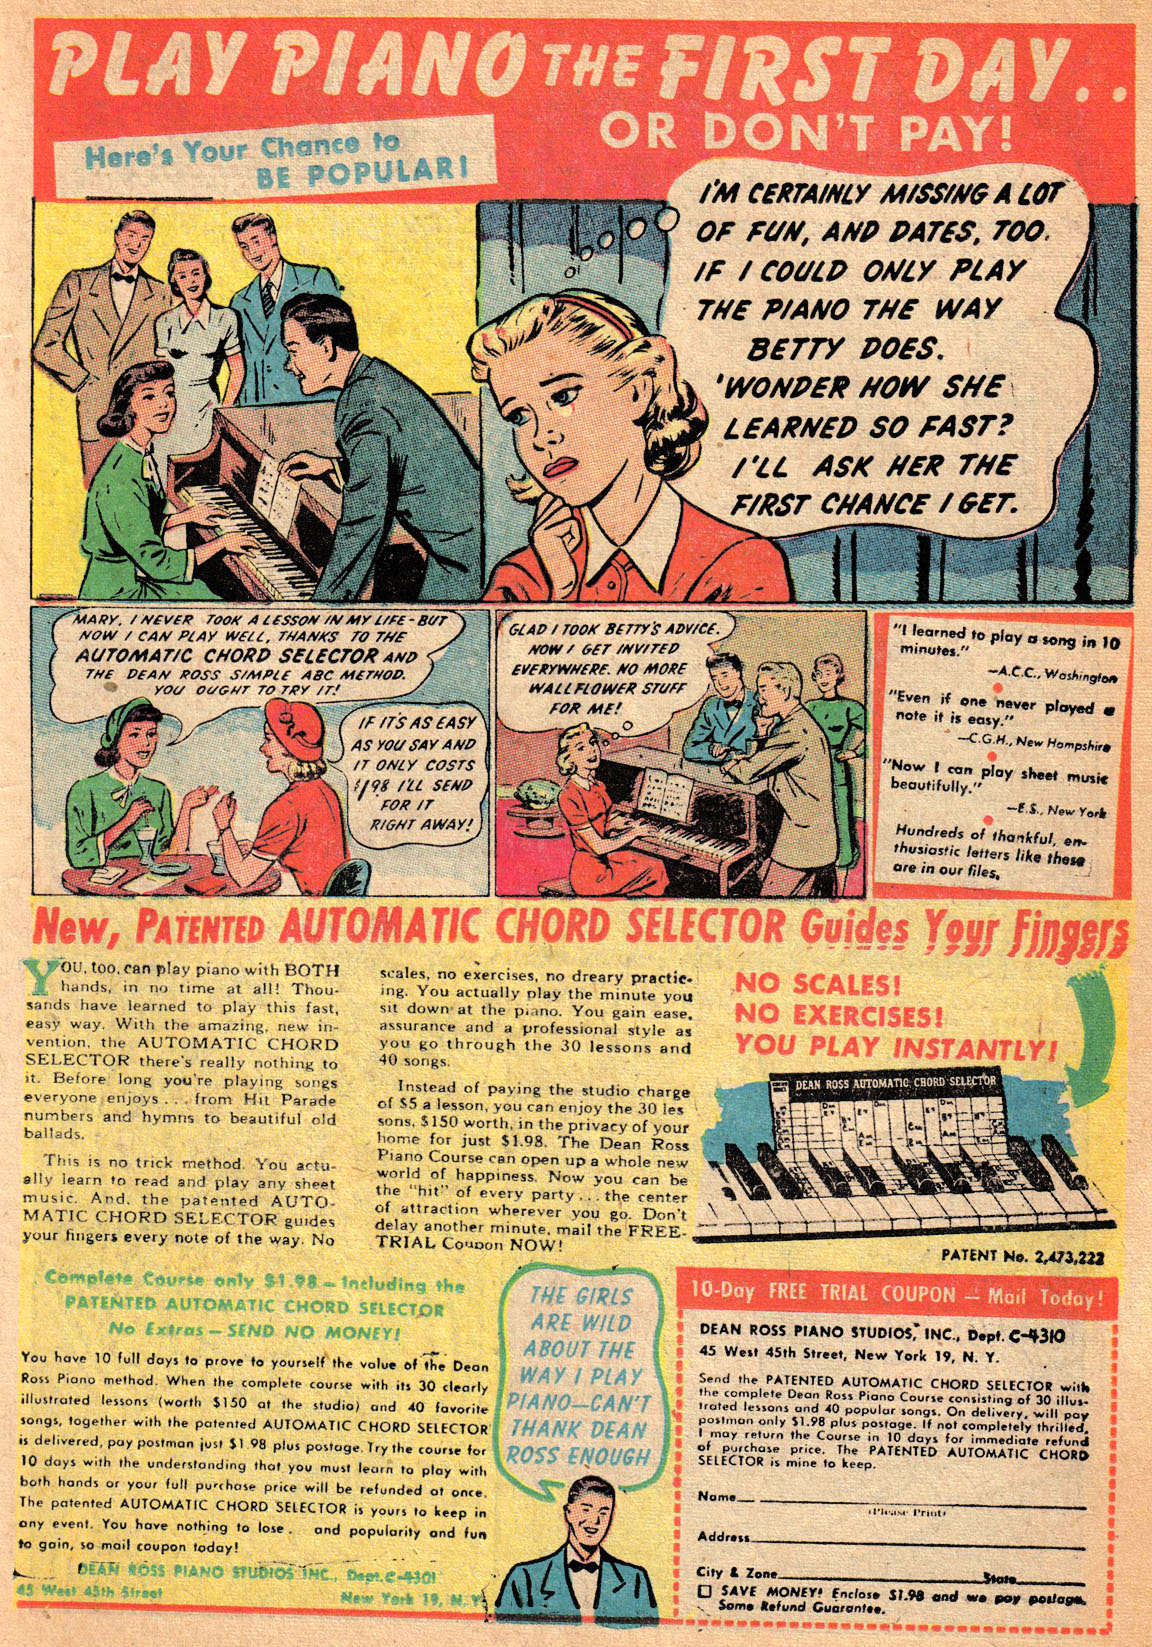 PLAY PIANO THE FIRST DAY..
OR DON'T PAY!
Here's Your Chance to
BE POPULAR!
I'M CERTAINLY MISSING A LOT
OF FUN, AND DATES, TOO.
IF I COULD ONLY PLAY
THE PIANO THE WAY
BETTY DOES.
'WONDER HOW SHE
LEARNED SO FAST?
I'LL ASK HER THE
FIRST CHANCE I GET.
MARY, I NEVER TOOK A LESSON IN MY LIFE - BUT
NOW I CAN PLAY WELL, THANKS TO THE
AUTOMATIC CHORD SELECTOR AND
THE DEAN ROSS SIMPLE ABC METHOD.
YOU OUGHT TO TRY IT!
IF IT'S AS EASY
AS YOU SAY AND
IT ONLY COSTS
$1.98 I'LL SEND
FOR IT
RIGHT AWAY!
GLAD I TOOK BETTY'S ADVICE.
NOW I GET INVITED
EVERYWHERE. NO MORE
WALLFLOWER STUFF
FOR ME!
"I learned to play a song in 10
minutes."
—A.C.C., Washington
"Even if one never played a
note it is easy."
—C.G.H., New Hampshire
"Now I can play sheet music
beautifully."
—E.S., New York
Hundreds of thankful, en-
thusiastic letters like these
are in our files.
New, PATENTED AUTOMATIC CHORD SELECTOR Guides Your Fingers
YOU, too, can play piano with BOTH
hands, in no time at all! Thou-
sands have learned to play this fast,
easy way. With the amazing, new in-
vention, the AUTOMATIC CHORD
SELECTOR there's really nothing to
it. Before long you're playing songs
everyone enjoys . . . from Hit Parade
numbers and hymns to beautiful old
ballads.
This is no trick method. You actu-
ally learn to read and play any sheet
music. And, the patented AUTO-
MATIC CHORD SELECTOR guides
your fingers every note of the way. No
scales, no exercises, no dreary practic-
ing. You actually play the minute you
sit down at the piano. You gain ease,
assurance and a professional style as
you go through the 30 lessons and
40 songs.
Instead of paying the studio charge
of $5 a lesson, you can enjoy the 30 les
sons, $150 worth, in the privacy of your
home for just $1.98. The Dean Ross
Piano Course can open up a whole new
world of happiness. Now you can be
the "hit" of every party . . . the center
of attraction wherever you go. Don't
delay another minute, mail the FREE-
TRIAL Coupon NOW!
NO SCALES!
NO EXERCISES!
YOU PLAY INSTANTLY!
DEAN ROSS AUTOMATIC CHORD SELECTOR
PATENT No. 2,473,222
Complete Course only $1.98 — Including the
PATENTED AUTOMATIC CHORD SELECTOR
No Extras — SEND NO MONEY!
You have 10 full days to prove to yourself the value of the Dean
Ross Piano method. When the complete course with its 30 clearly
illustrated lessons (worth $150 at the studio) and 40 favorite
songs, together with the patented AUTOMATIC CHORD SELECTOR
is delivered, pay postman just $1.98 plus postage. Try the course for
10 days with the understanding that you must learn to play with
both hands or your full purchase price will be refunded at once.
The patented AUTOMATIC CHORD SELECTOR is yours to keep in
any event. You have nothing to lose . and popularity and fun
to gain, so mail coupon today!
DEAN ROSS PIANO STUDIOS INC., Dept. C-4301
45 West 45th Street New York 19, N. Y.
THE GIRLS
ARE WILD
ABOUT THE
WAY I PLAY
PIANO—CAN'T
THANK DEAN
ROSS ENOUGH
10-Day FREE TRIAL COUPON — Mail Today!
DEAN ROSS PIANO STUDIOS, INC., Dept. C-4310
45 West 45th Street, New York 19, N. Y.
Send the PATENTED AUTOMATIC CHORD SELECTOR with
the complete Dean Ross Piano Course consisting of 30 illus-
trated lessons and 40 popular songs. On delivery, will pay
postman only $1.98 plus postage. If not completely thrilled,
I may return the Course in 10 days for immediate refund
of purchase price. The PATENTED AUTOMATIC CHORD
SELECTOR is mine to keep.
Name
(Please Print)
Address
City & Zone State
SAVE MONEY! Enclose $1.98 and we pay postage.
Same Refund Guarantee.